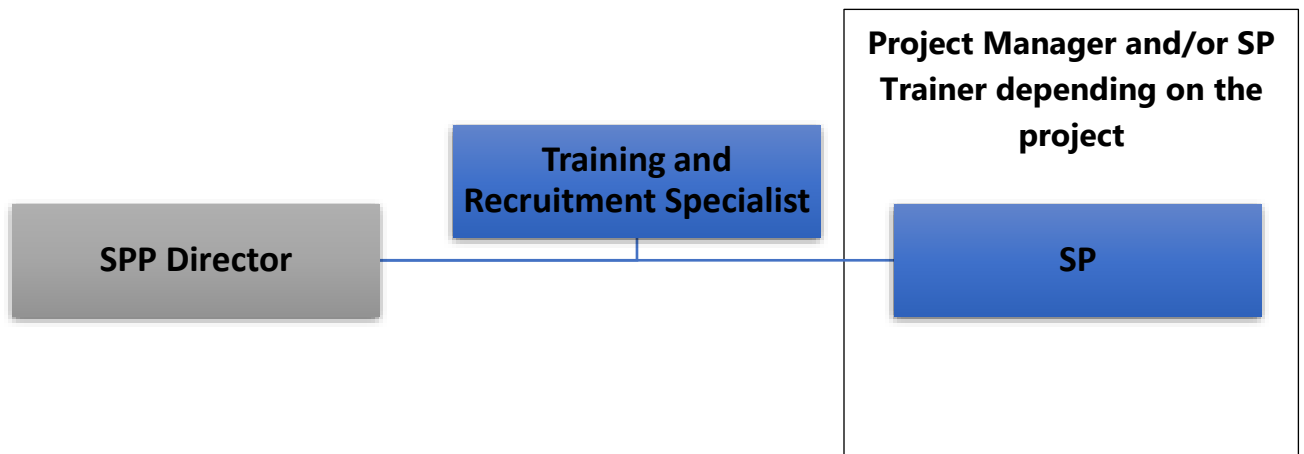 Project Manager and/or SP
Trainer depending on the
project
Training and
Recruitment Specialist
SPP Director
SP